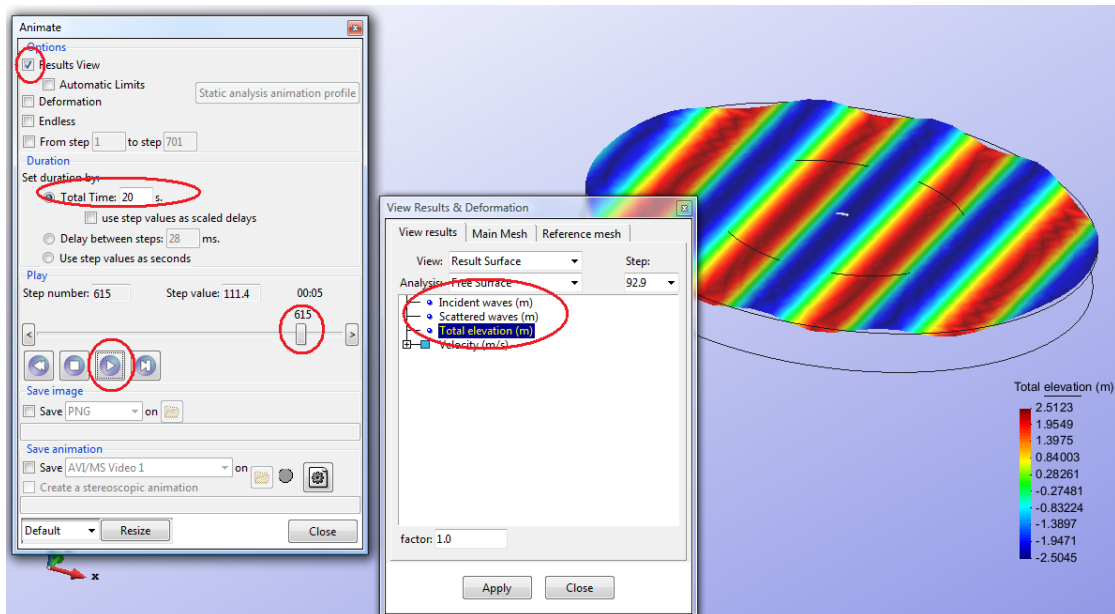 Animate
Options
Results View
Automatic Limits
Static analysis animation profile
Deformation
Endless
From step 1 to step 701
Duration
Set duration by:
Total Time: 20 s.
use step values as scaled delays
Delay between steps: 28 ms.
Use step values as seconds
Play
Step number: 615 Step value: 111.4 00:05
615
< >
Save image
Save PNG on
Save animation
Save AVI/MS Video 1 on
Create a stereoscopic animation
Default Resize Close
x
View Results & Deformation
View results Main Mesh Reference mesh
View: Result Surface Step:
Analysis: Free Surface 92.9
Incident waves (m)
Scattered waves (m)
Total elevation (m)
Velocity (m/s)
factor: 1.0
Apply Close
Total elevation (m)
2.5123
1.9549
1.3975
0.84003
0.28261
-0.27481
-0.83224
-1.3897
-1.9471
-2.5045